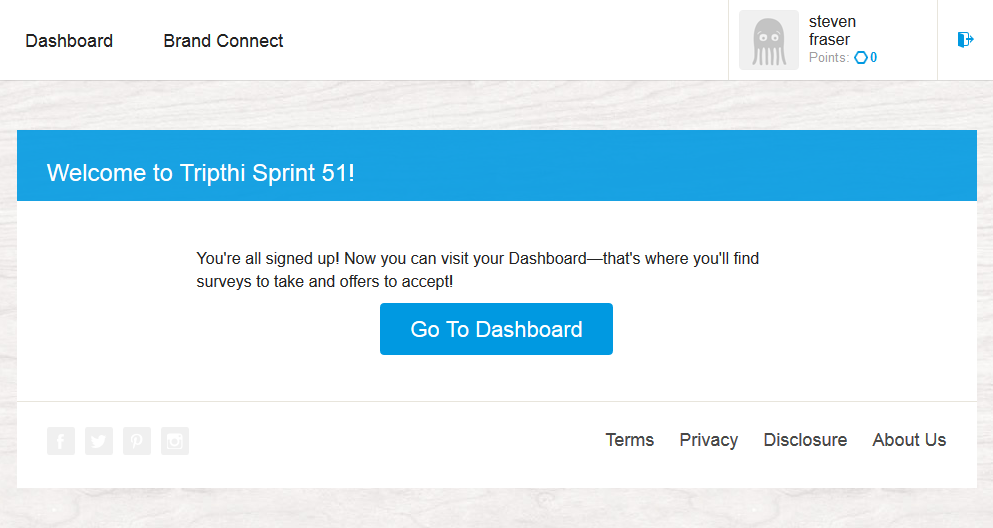 Dashboard
Brand Connect
steven
fraser
Points: 0
Welcome to Tripthi Sprint 51!
You're all signed up! Now you can visit your Dashboard—that's where you'll find
surveys to take and offers to accept!
Go To Dashboard
Terms
Privacy
Disclosure
About Us